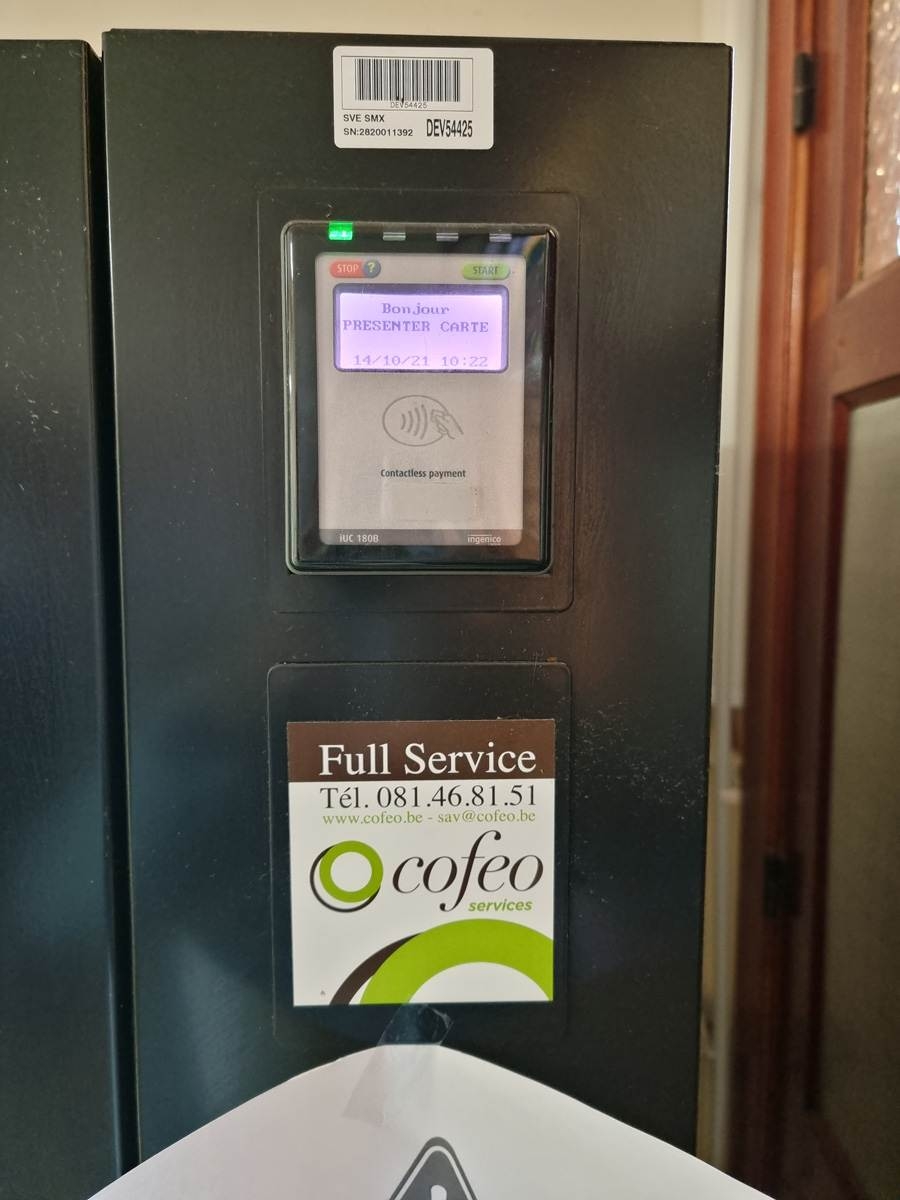 DEV54425
SVE SMX
SN:2820011392 DEV54425
STOP ? START
Bonjour
PRESENTER CARTE
14/10/21 10:22
Contactless payment
iUC 180B ingenico
Full Service
Tél. 081.46.81.51
www.cofeo.be - sav@cofeo.be
cofeo
services